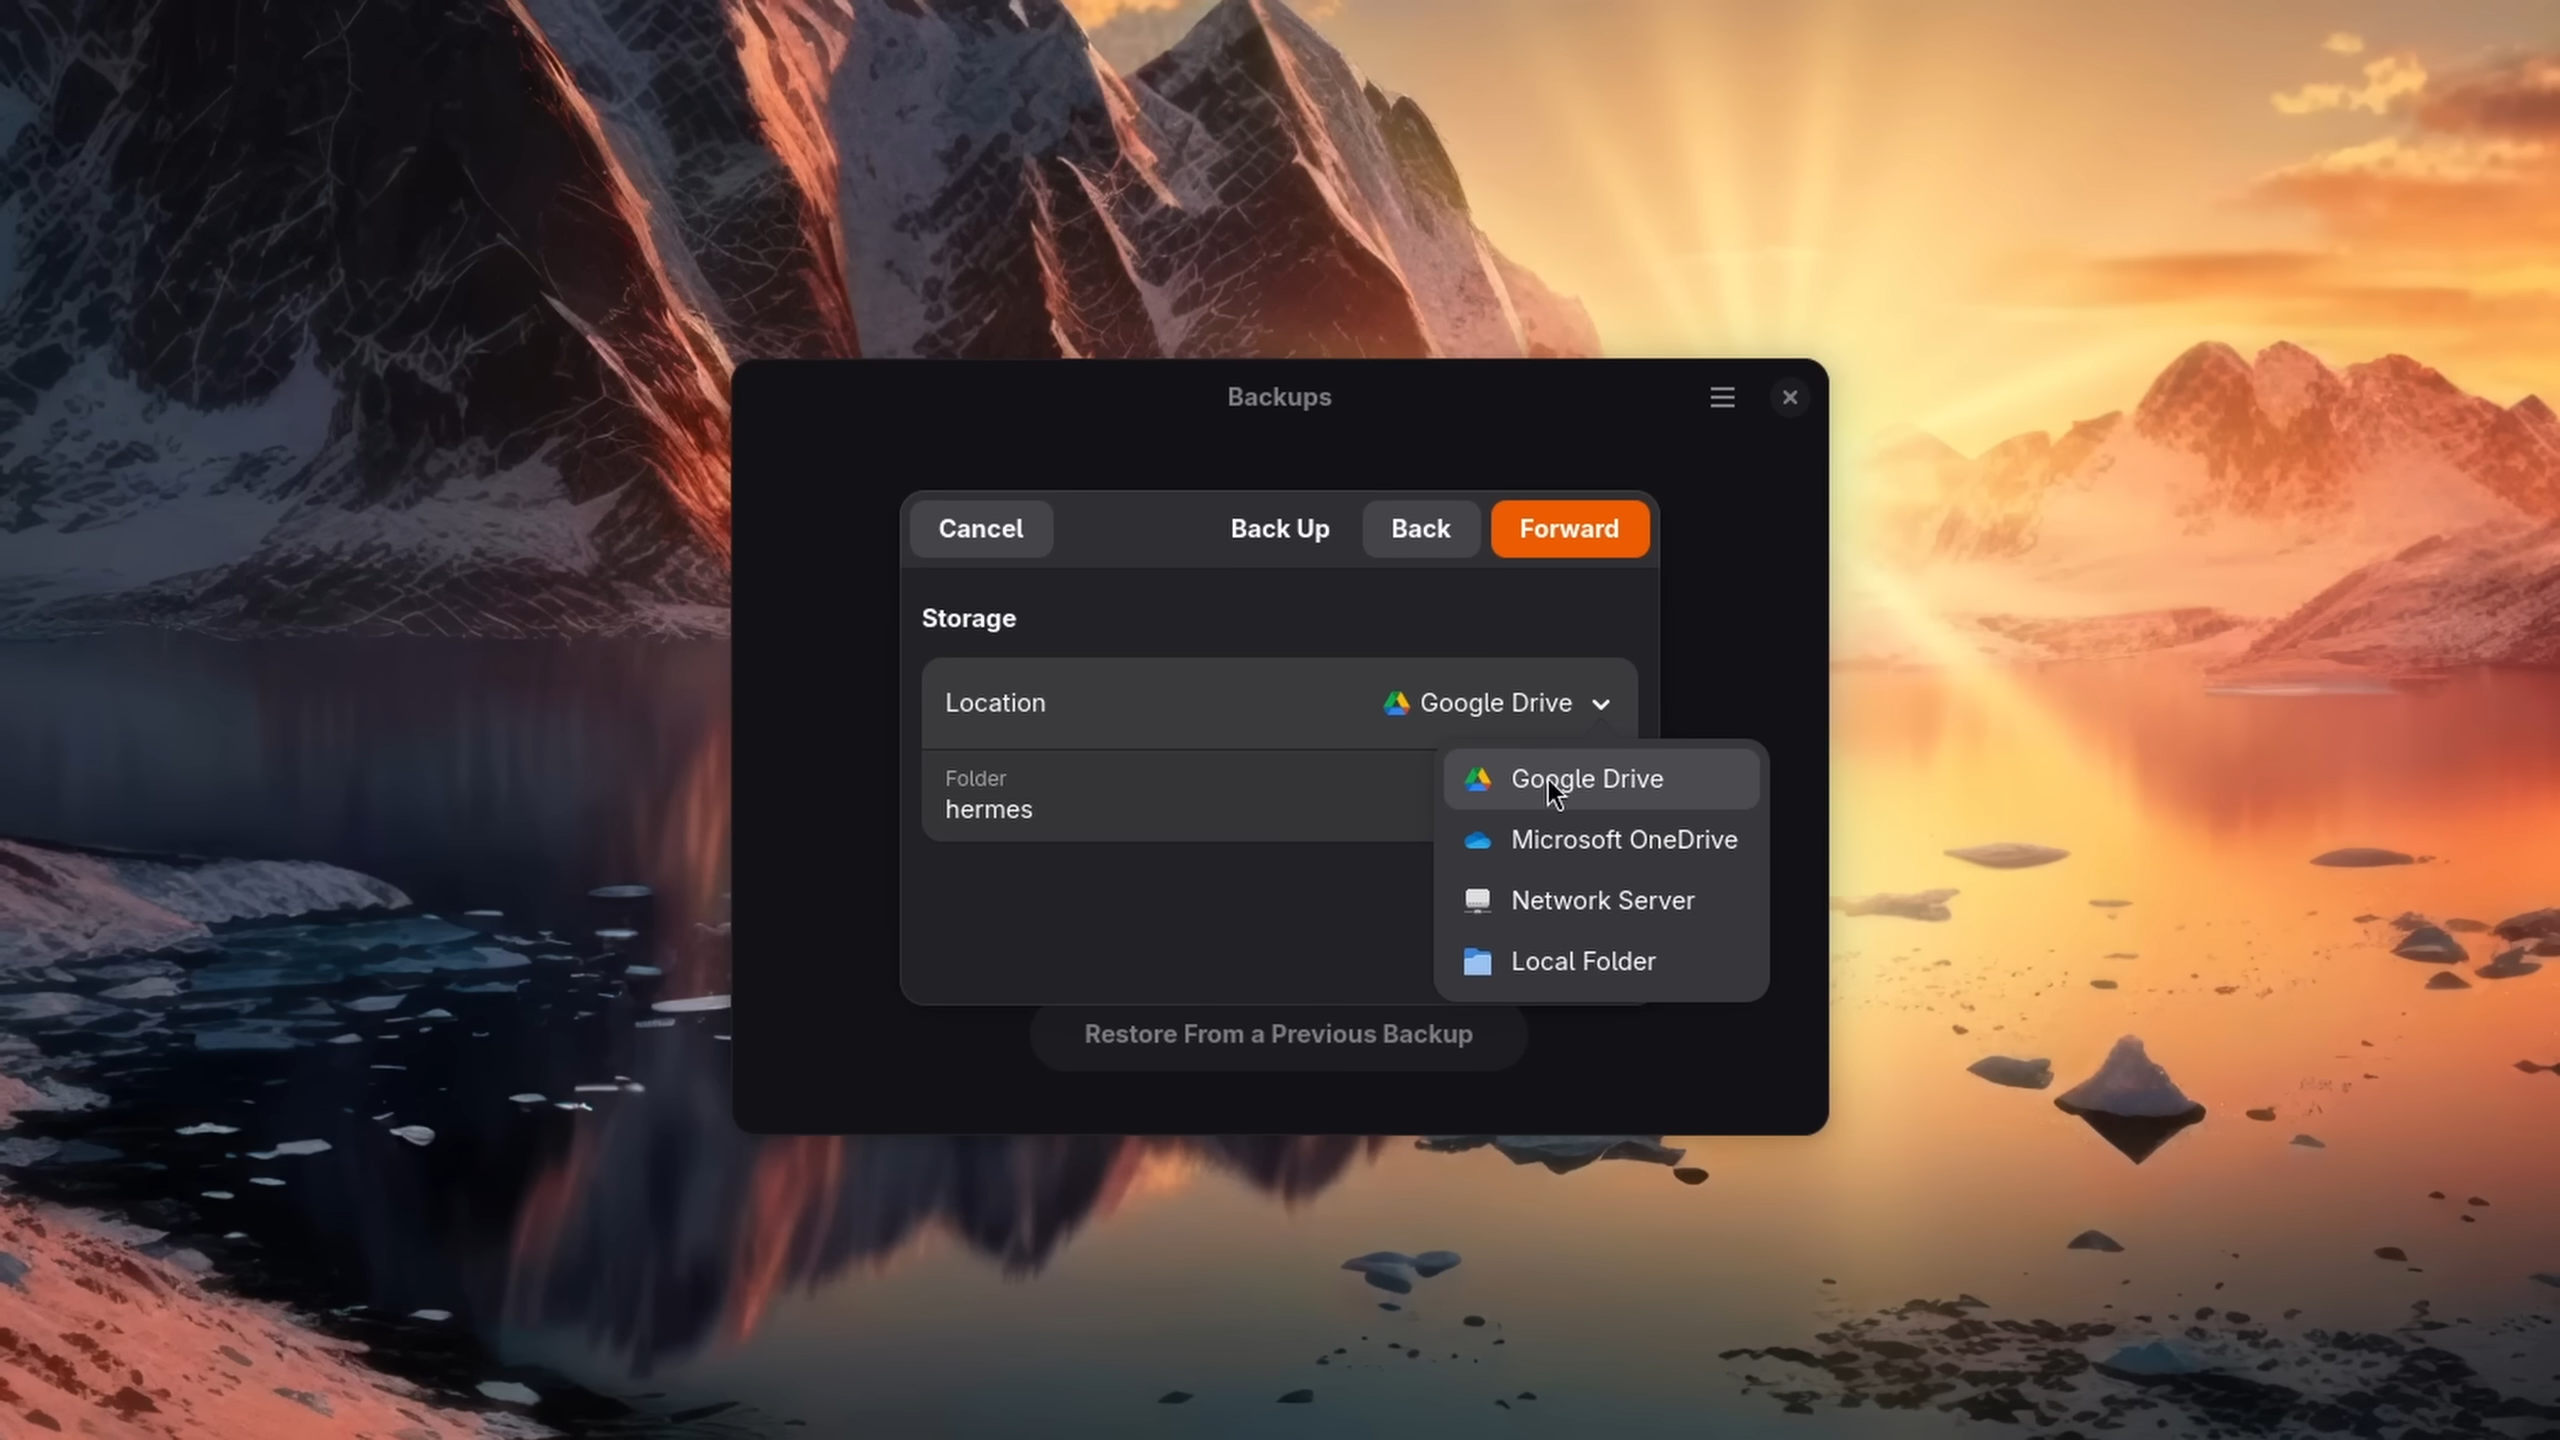 Backups
Cancel
Back Up
Back
Forward
Storage
Location
Google Drive
Folder
hermes
Google Drive
Microsoft OneDrive
Network Server
Local Folder
Restore From a Previous Backup